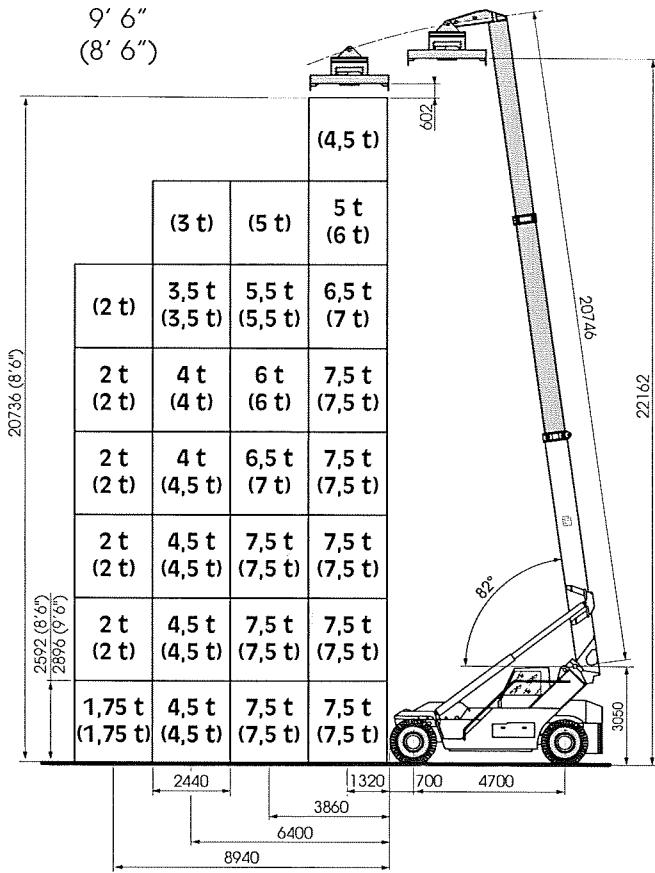 9' 6"
(8' 6")
602
(4,5 t)
(3 t)
(5 t)
5 t
(6 t)
(2 t)
3,5 t
(3,5 t)
5,5 t
(5,5 t)
6,5 t
(7 t)
2 t
(2 t)
4 t
(4 t)
6 t
(6 t)
7,5 t
(7,5 t)
2 t
(2 t)
4 t
(4,5 t)
6,5 t
(7 t)
7,5 t
(7,5 t)
2 t
(2 t)
4,5 t
(4,5 t)
7,5 t
(7,5 t)
7,5 t
(7,5 t)
2 t
(2 t)
4,5 t
(4,5 t)
7,5 t
(7,5 t)
7,5 t
(7,5 t)
1,75 t
(1,75 t)
4,5 t
(4,5 t)
7,5 t
(7,5 t)
7,5 t
(7,5 t)
20736 (8'6")
2592 (8'6")
2896 (9'6")
20746
22162
82°
3050
2440
1320
700
4700
3860
6400
8940